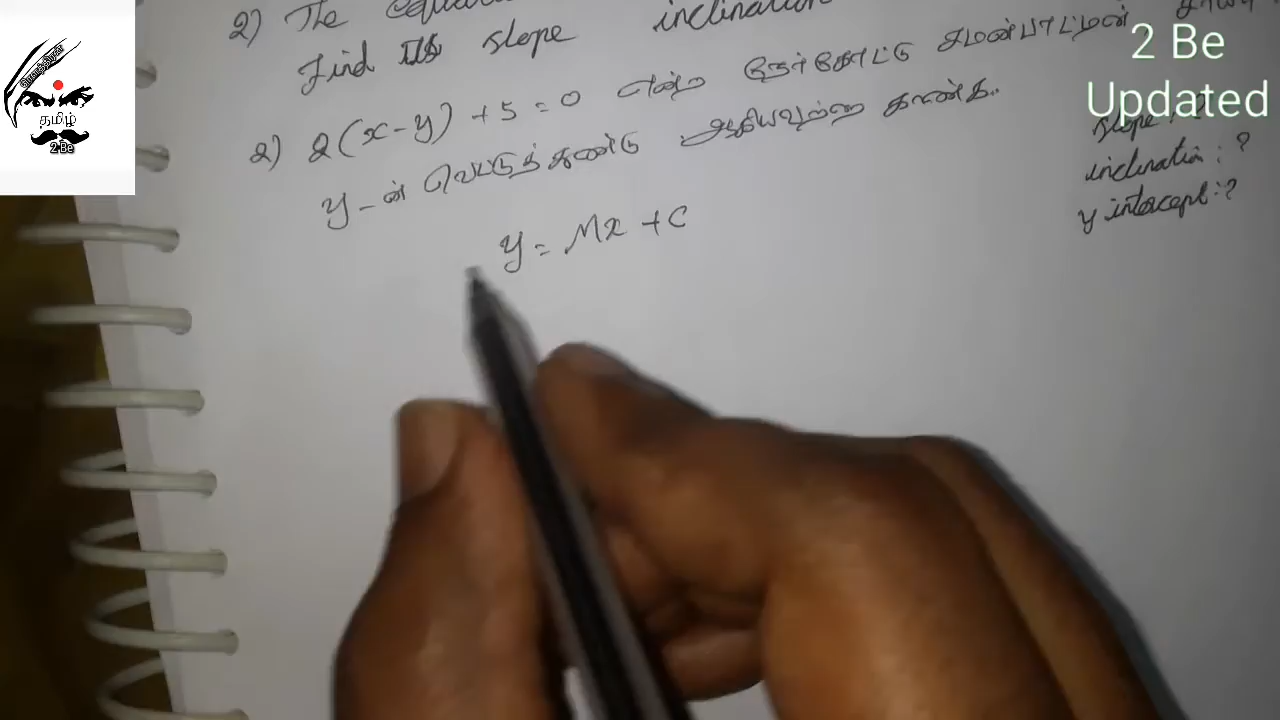 2) The
Find its slope inclination
2) 2(x-y) +5 =0 என்ற நேர்கோட்டு சமன்பாட்டின் சாய்வு
y-ன் வெட்டுத்துண்டு ஆகியவற்றை காண்க.
y = Mx + C
slope : ?
inclination : ?
y intercept : ?
2 Be
Updated
தமிழ்
2 Be